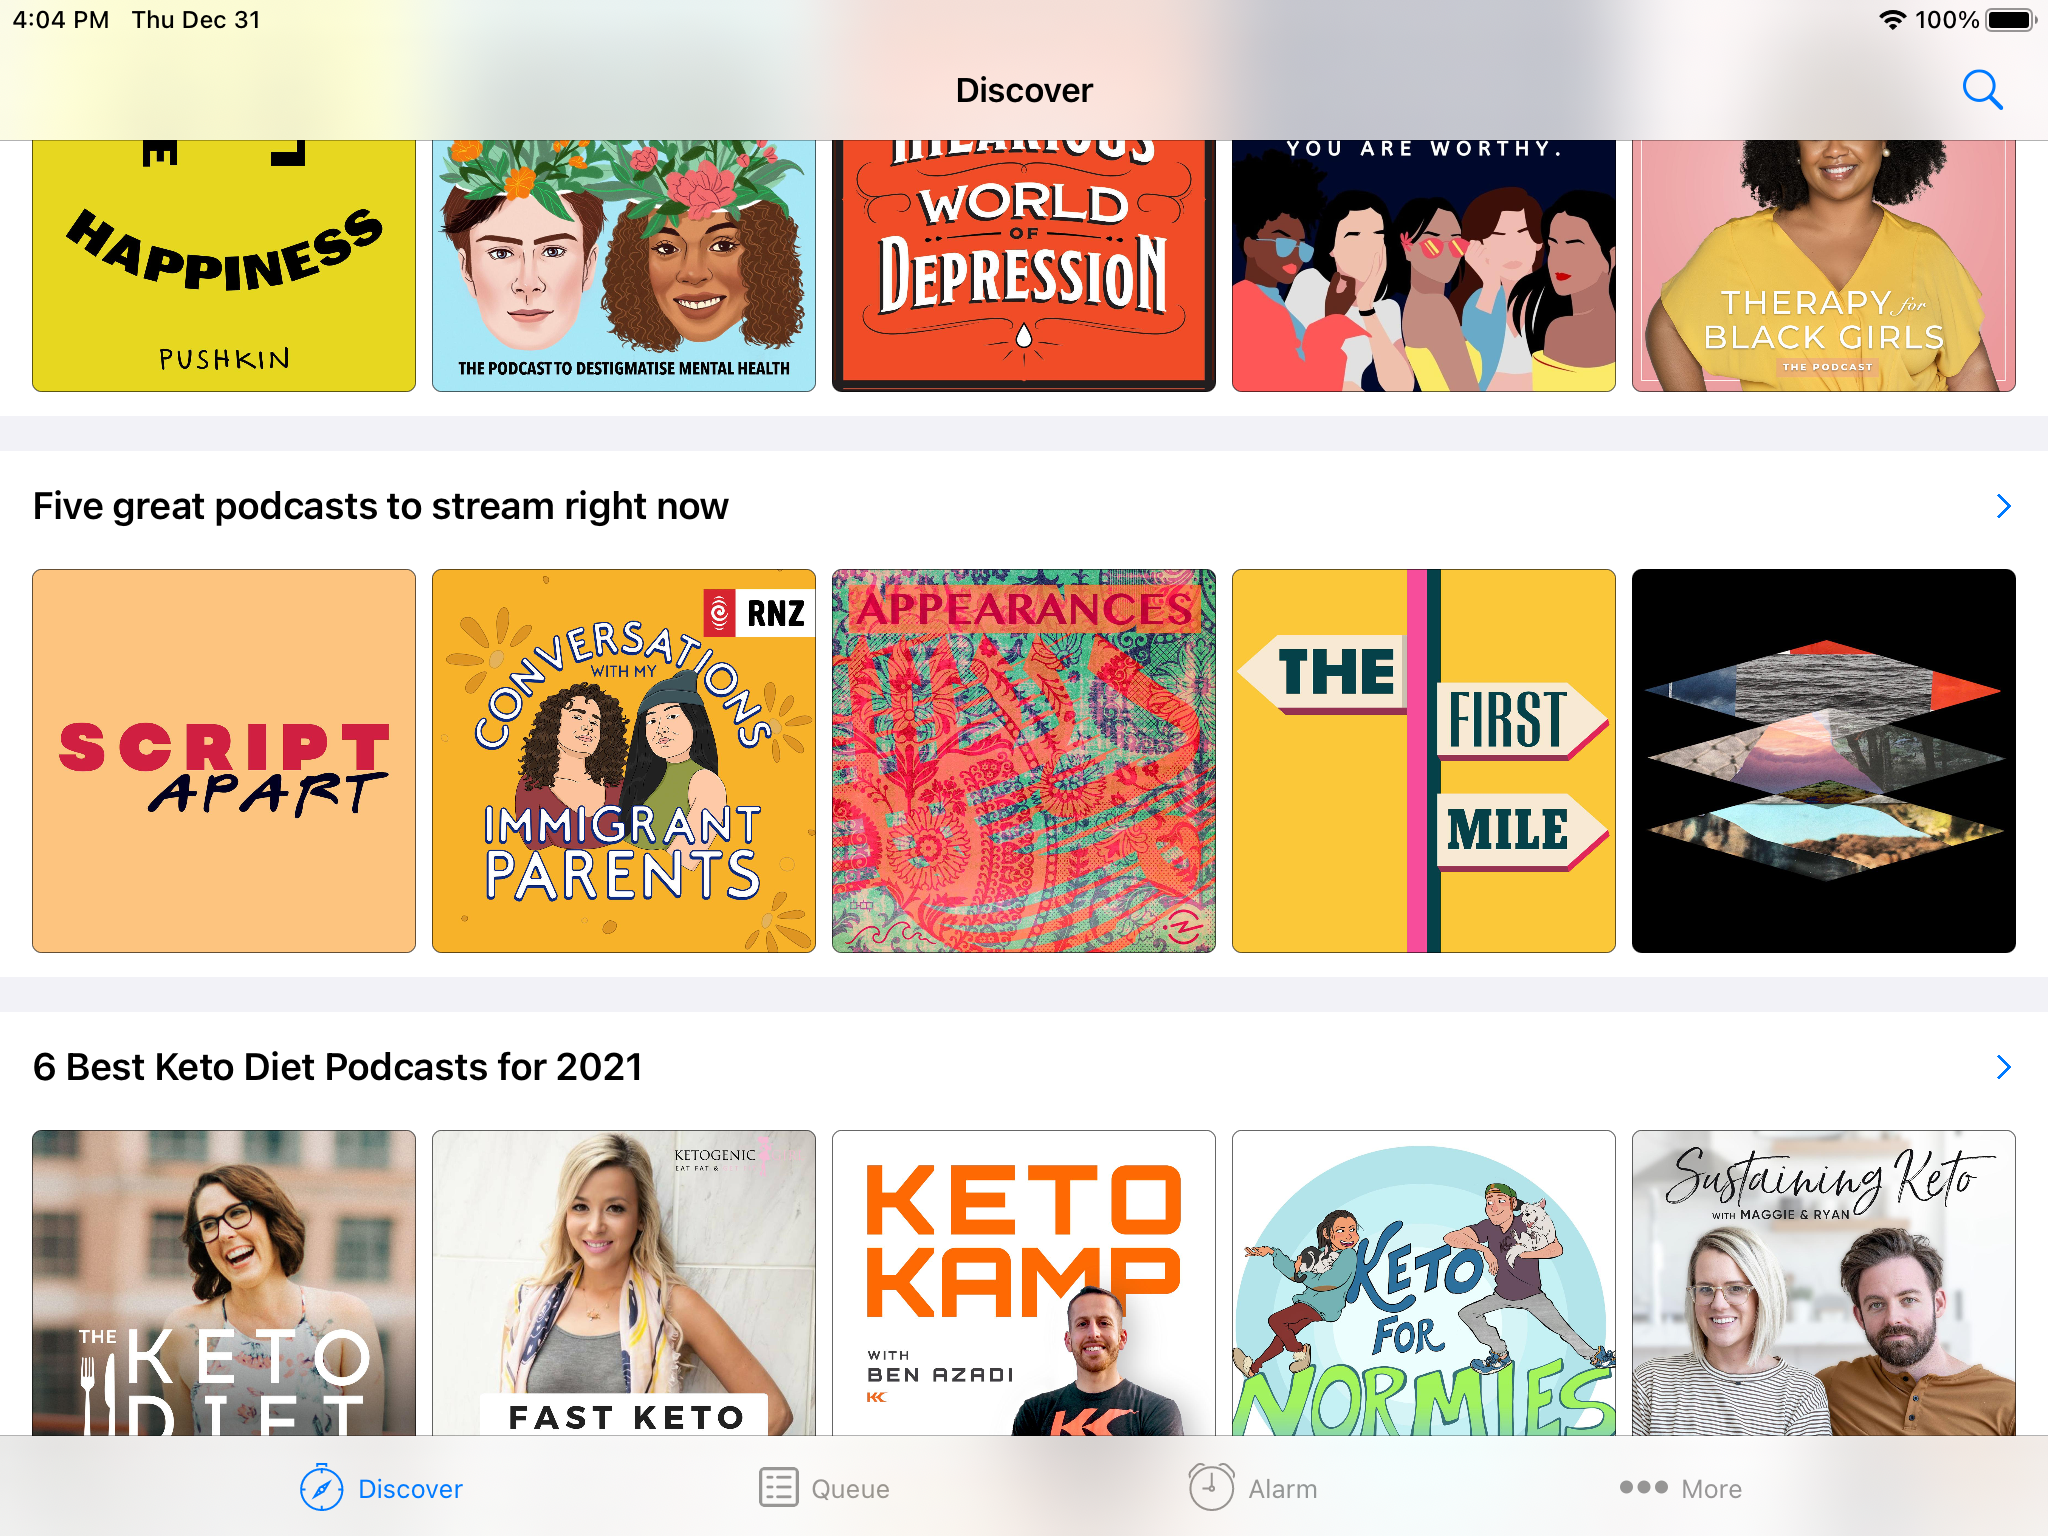 4:04 PM Thu Dec 31
100%
Discover
HAPPINESS
PUSHKIN
THE PODCAST TO DESTIGMATISE MENTAL HEALTH
HILARIOUS
WORLD
OF
DEPRESSION
YOU ARE WORTHY.
THERAPY for
BLACK GIRLS
THE PODCAST
Five great podcasts to stream right now
SCRIPT
APART
RNZ
CONVERSATIONS
WITH MY
IMMIGRANT
PARENTS
APPEARANCES
THE
FIRST
MILE
6 Best Keto Diet Podcasts for 2021
THE
KETO
DIET
KETOGENIC
EAT FAT &
FAST KETO
KETO
KAMP
WITH
BEN AZADI
KK
KETO
FOR
NORMIES
Sustaining Keto
WITH MAGGIE & RYAN
Discover
Queue
Alarm
More